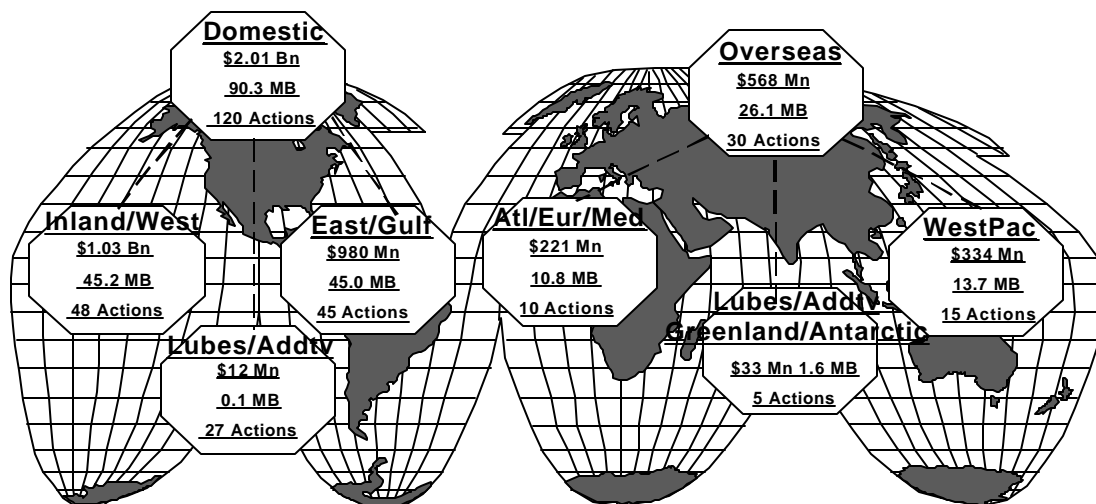 Domestic
$2.01 Bn
90.3 MB
120 Actions
Overseas
$568 Mn
26.1 MB
30 Actions
Inland/West
$1.03 Bn
45.2 MB
48 Actions
East/Gulf
$980 Mn
45.0 MB
45 Actions
Atl/Eur/Med
$221 Mn
10.8 MB
10 Actions
WestPac
$334 Mn
13.7 MB
15 Actions
Lubes/Addtv
$12 Mn
0.1 MB
27 Actions
Lubes/Addtv
Greenland/Antarctic
$33 Mn 1.6 MB
5 Actions